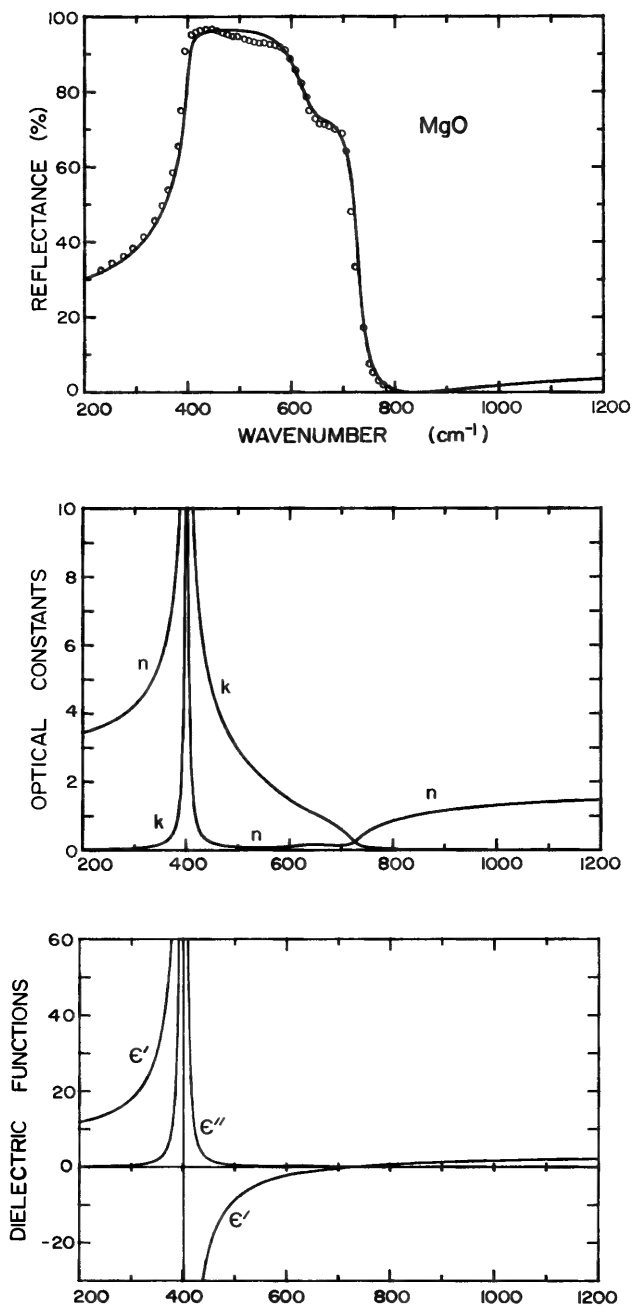 100
80
60
40
20
0
REFLECTANCE (%)
MgO
200 400 600 800 1000 1200
WAVENUMBER (cm⁻¹)
10
8
6
4
2
0
OPTICAL CONSTANTS
n
k
k
n
n
200 400 600 800 1000 1200
60
40
20
0
-20
DIELECTRIC FUNCTIONS
ϵ′
ϵ″
ϵ′
200 400 600 800 1000 1200